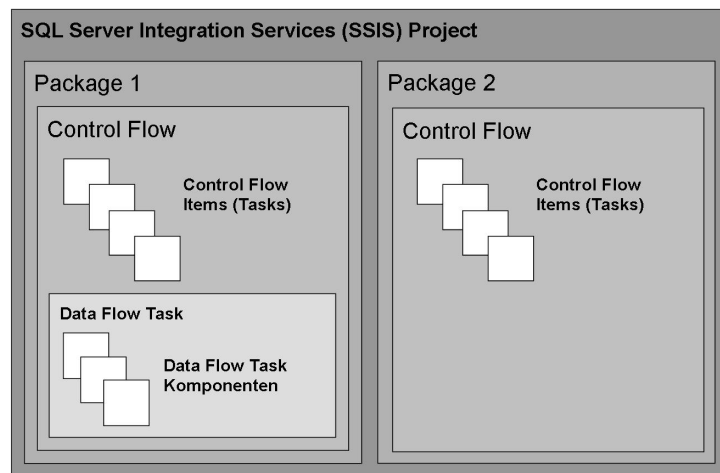 SQL Server Integration Services (SSIS) Project
Package 1
Control Flow
Control Flow
Items (Tasks)
Data Flow Task
Data Flow Task
Komponenten
Package 2
Control Flow
Control Flow
Items (Tasks)